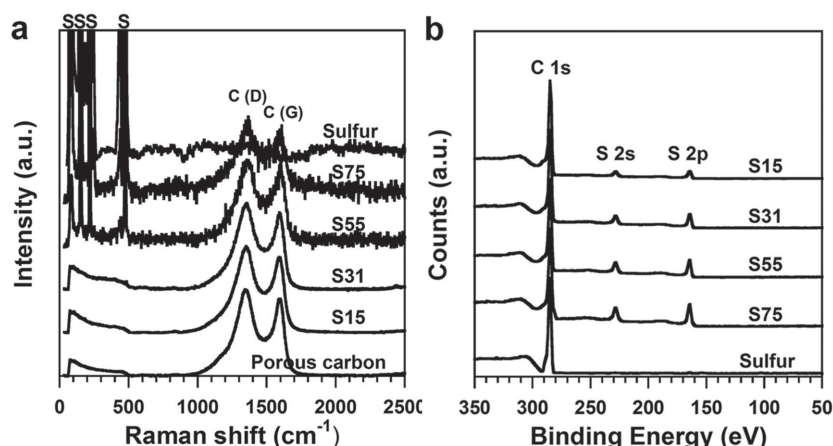 a
SSS S
C (D)
C (G)
Sulfur
S75
S55
S31
S15
Porous carbon
Intensity (a.u.)
0 500 1000 1500 2000 2500
Raman shift (cm-1)
b
C 1s
S 2s S 2p
S15
S31
S55
S75
Sulfur
Counts (a.u.)
350 300 250 200 150 100 50
Binding Energy (eV)